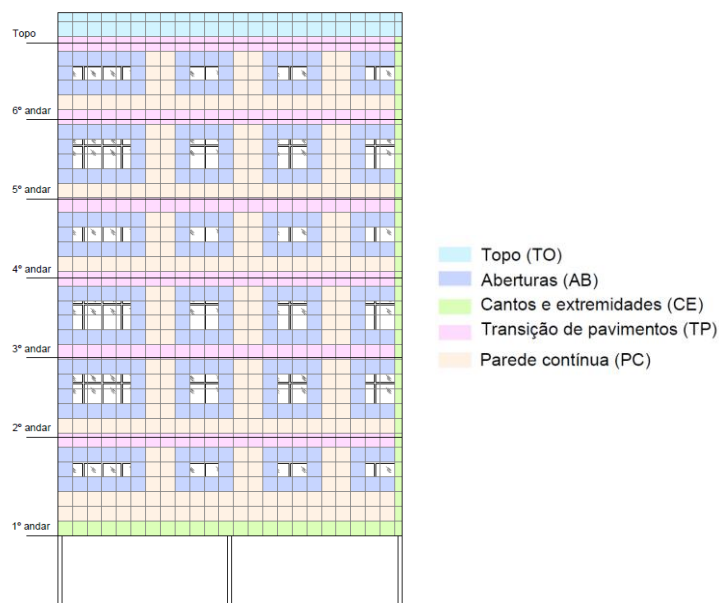 Topo
6º andar
5º andar
4º andar
3º andar
2º andar
1º andar
Topo (TO)
Aberturas (AB)
Cantos e extremidades (CE)
Transição de pavimentos (TP)
Parede contínua (PC)